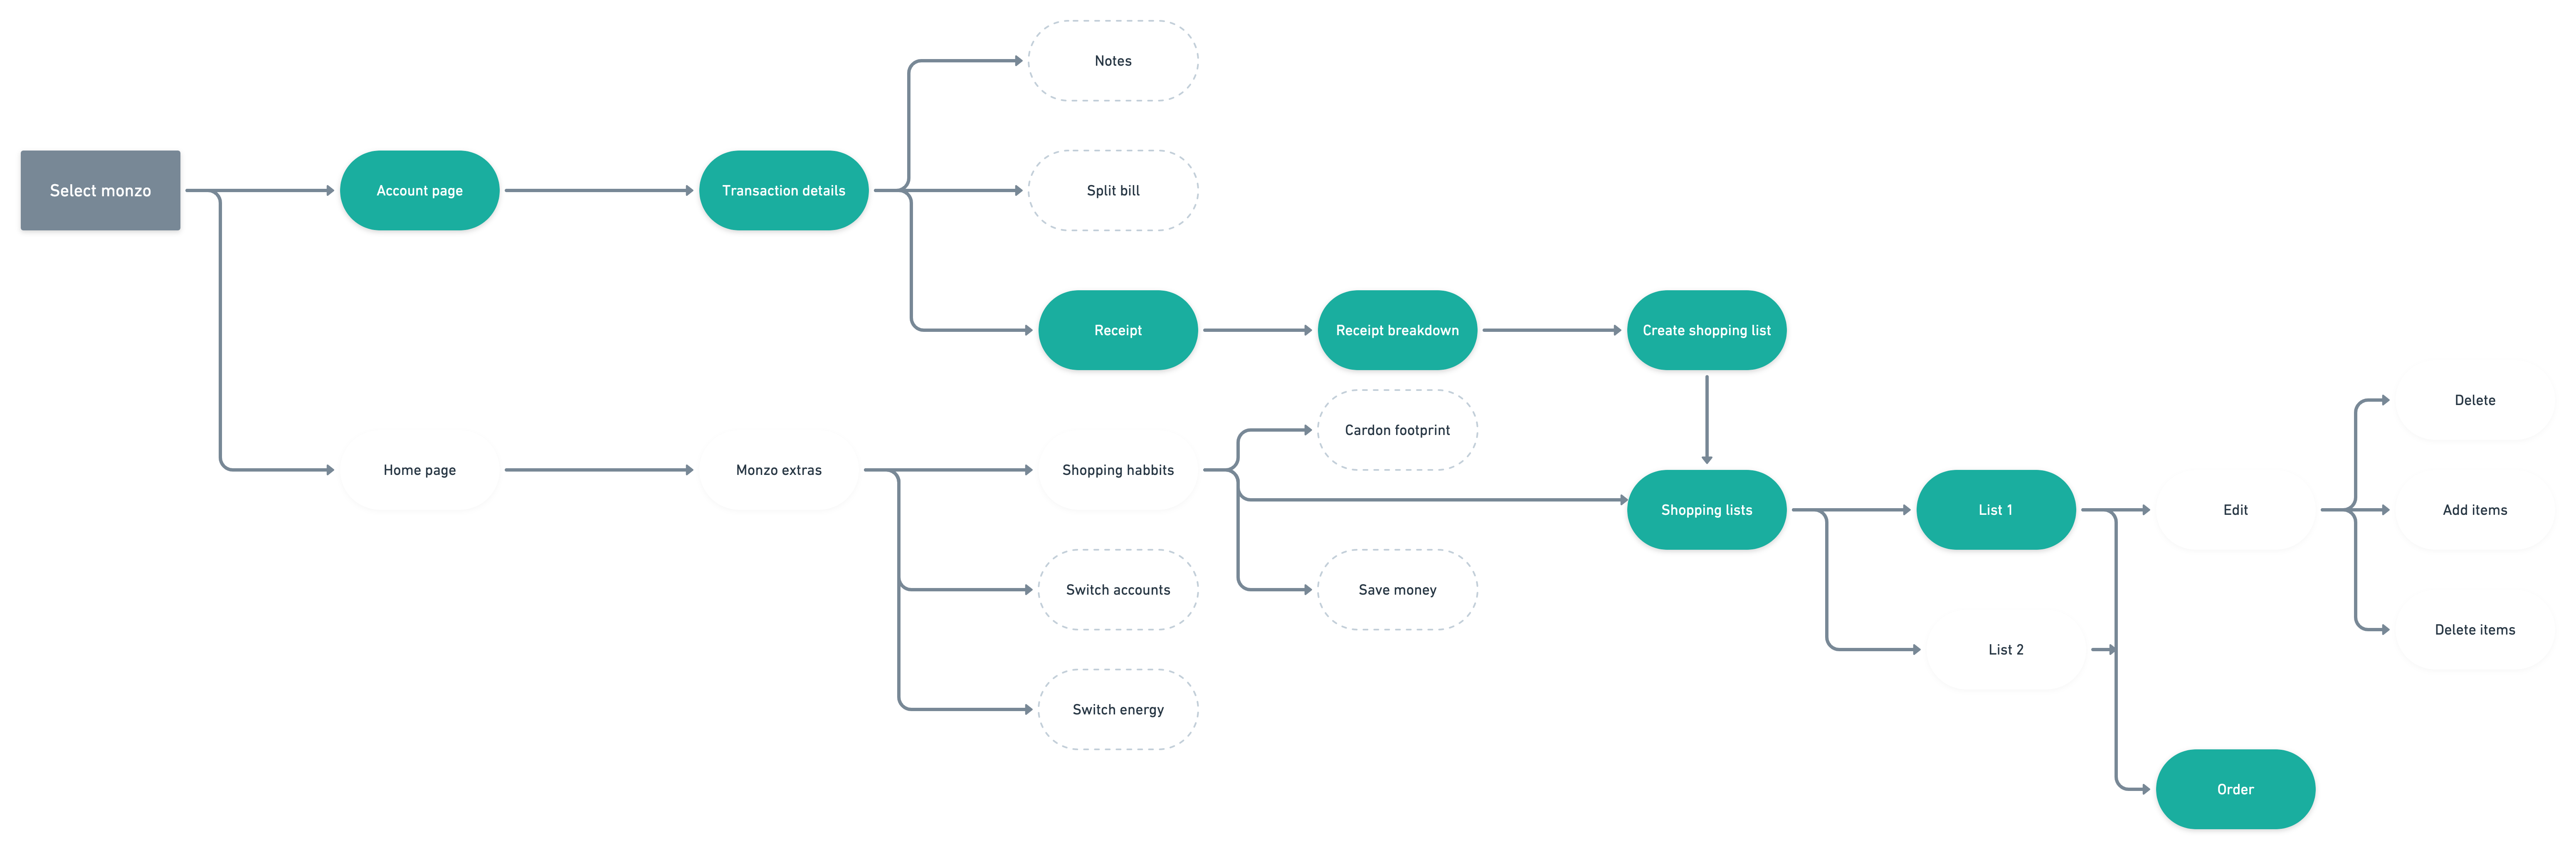 Notes
Select monzo
Account page
Transaction details
Split bill
Receipt
Receipt breakdown
Create shopping list
Cardon footprint
Delete
Home page
Monzo extras
Shopping habbits
Shopping lists
List 1
Edit
Add items
Switch accounts
Save money
List 2
Delete items
Switch energy
Order